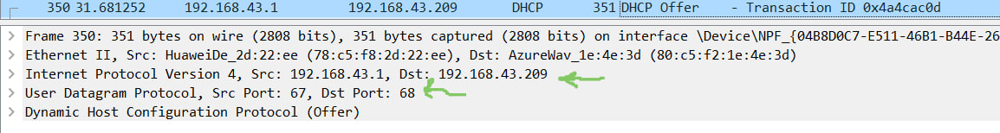 350 31.681252 192.168.43.1 192.168.43.209 DHCP 351 DHCP Offer - Transaction ID 0x4a4cac0d
Frame 350: 351 bytes on wire (2808 bits), 351 bytes captured (2808 bits) on interface \Device\NPF_{04B8D0C7-E511-46B1-B44E-26
Ethernet II, Src: HuaweiDe_2d:22:ee (78:c5:f8:2d:22:ee), Dst: AzureWav_1e:4e:3d (80:c5:f2:1e:4e:3d)
Internet Protocol Version 4, Src: 192.168.43.1, Dst: 192.168.43.209
User Datagram Protocol, Src Port: 67, Dst Port: 68
Dynamic Host Configuration Protocol (Offer)